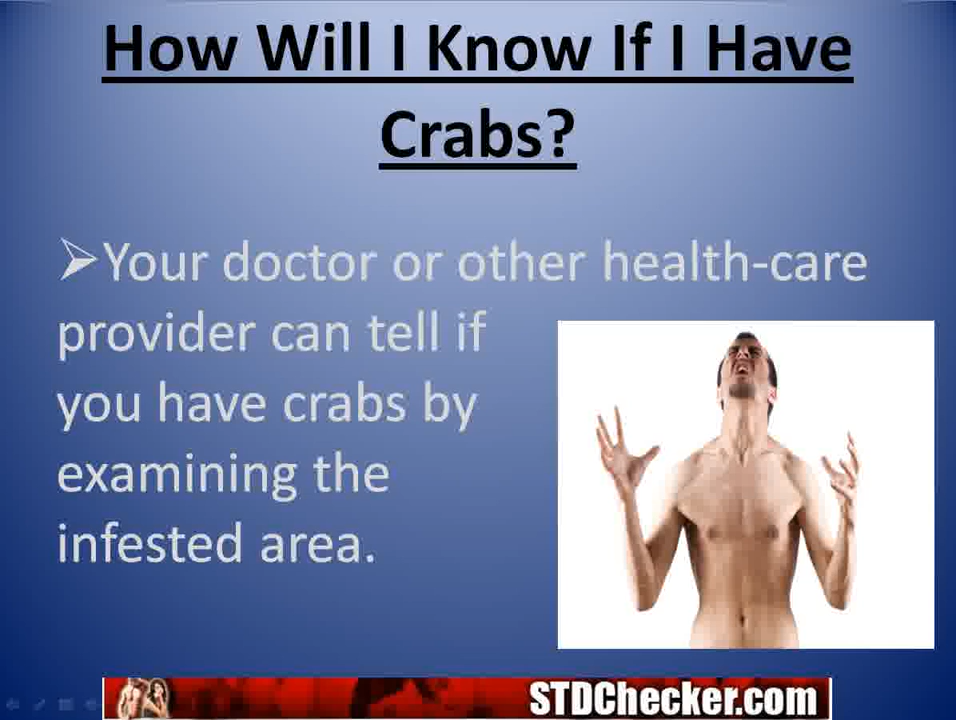 How Will I Know If I Have
Crabs?
➢Your doctor or other health-care
provider can tell if
you have crabs by
examining the
infested area.
STDChecker.com